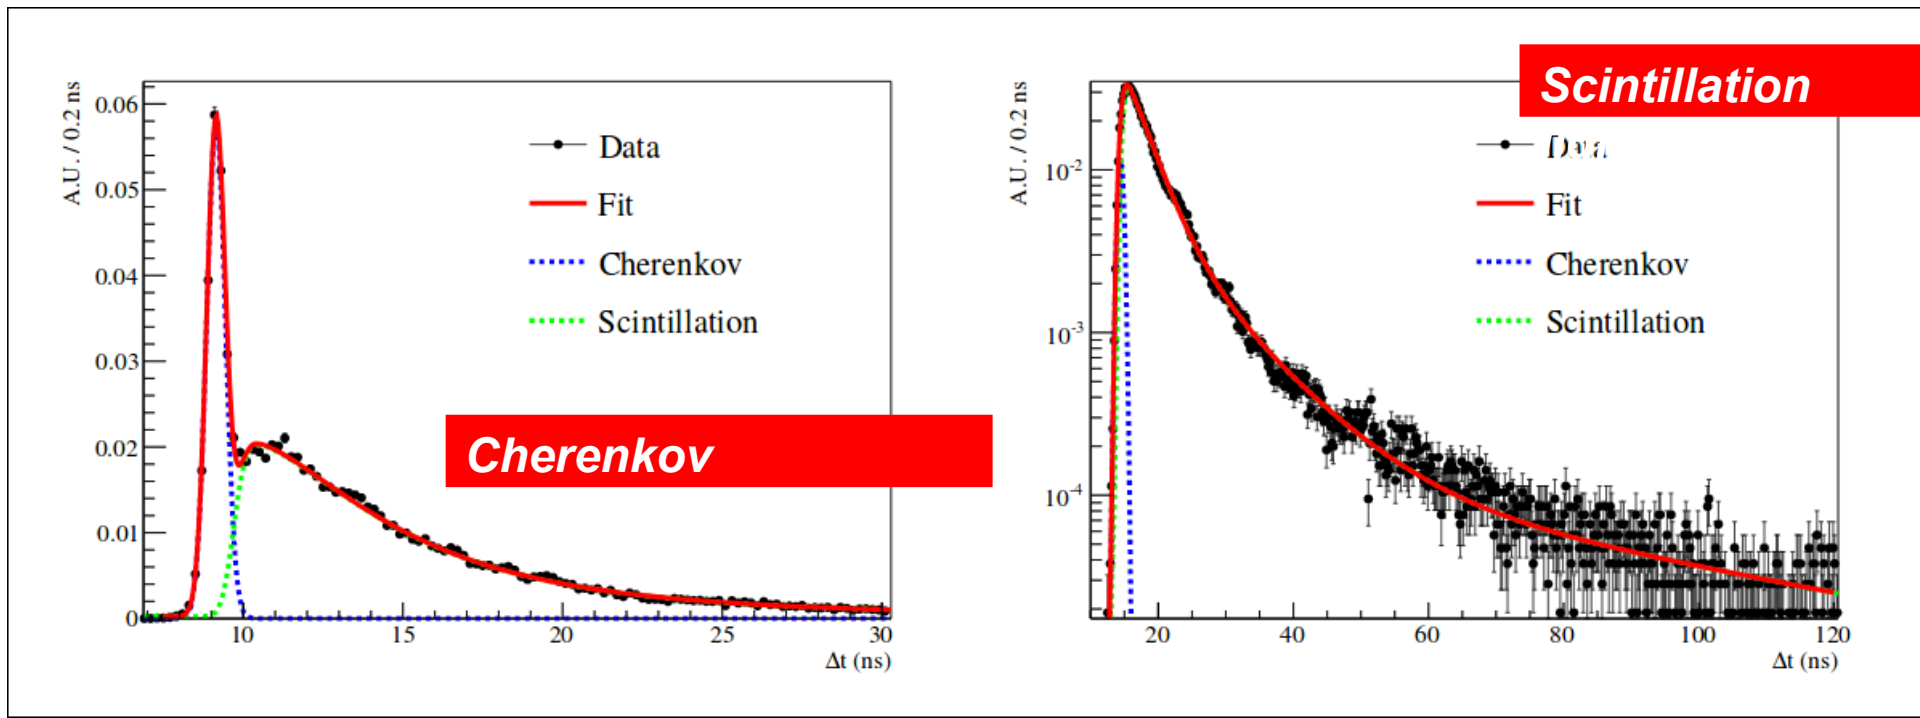 A.U. / 0.2 ns
0.06
0.05
0.04
0.03
0.02
0.01
0
10
15
20
25
30
Δt (ns)
Data
Fit
Cherenkov
Scintillation
Cherenkov
Scintillation
A.U. / 0.2 ns
10-2
10-3
10-4
20
40
60
80
100
120
Δt (ns)
Data
Fit
Cherenkov
Scintillation